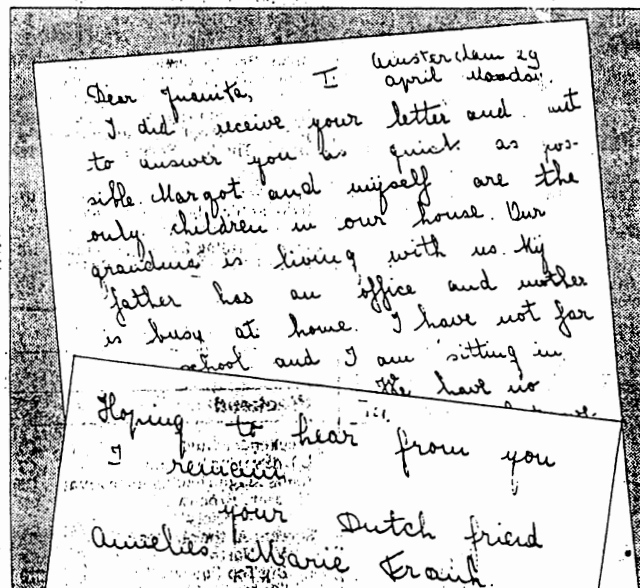 Amsterdam 29
April Monday.
Dear Juanita, I
I did receive your letter and
to answer you as quick as pos-
sible. Margot and myself are the
only children in our house. Our
grandma is living with us. My
father has an office and mother
is busy at home. I have not far
school and I am sitting in
We have no
Hoping to hear from you
I remain
your Dutch friend
Annelies Marie Frank